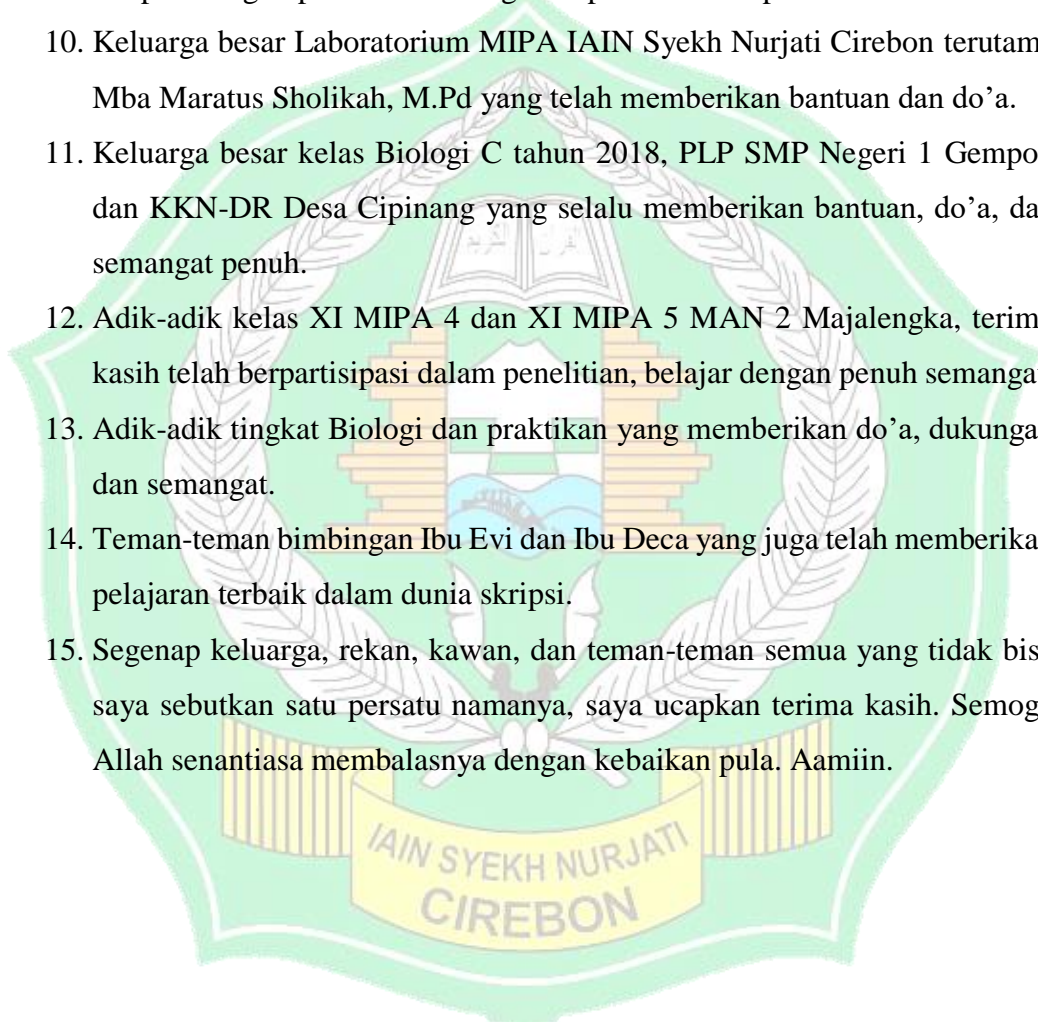 10. Keluarga besar Laboratorium MIPA IAIN Syekh Nurjati Cirebon terutam
Mba Maratus Sholikah, M.Pd yang telah memberikan bantuan dan do’a.
11. Keluarga besar kelas Biologi C tahun 2018, PLP SMP Negeri 1 Gempo
dan KKN-DR Desa Cipinang yang selalu memberikan bantuan, do’a, da
semangat penuh.
12. Adik-adik kelas XI MIPA 4 dan XI MIPA 5 MAN 2 Majalengka, terim
kasih telah berpartisipasi dalam penelitian, belajar dengan penuh semanga
13. Adik-adik tingkat Biologi dan praktikan yang memberikan do’a, dukunga
dan semangat.
14. Teman-teman bimbingan Ibu Evi dan Ibu Deca yang juga telah memberika
pelajaran terbaik dalam dunia skripsi.
15. Segenap keluarga, rekan, kawan, dan teman-teman semua yang tidak bis
saya sebutkan satu persatu namanya, saya ucapkan terima kasih. Semog
Allah senantiasa membalasnya dengan kebaikan pula. Aamiin.
IAIN SYEKH NURJATI
CIREBON